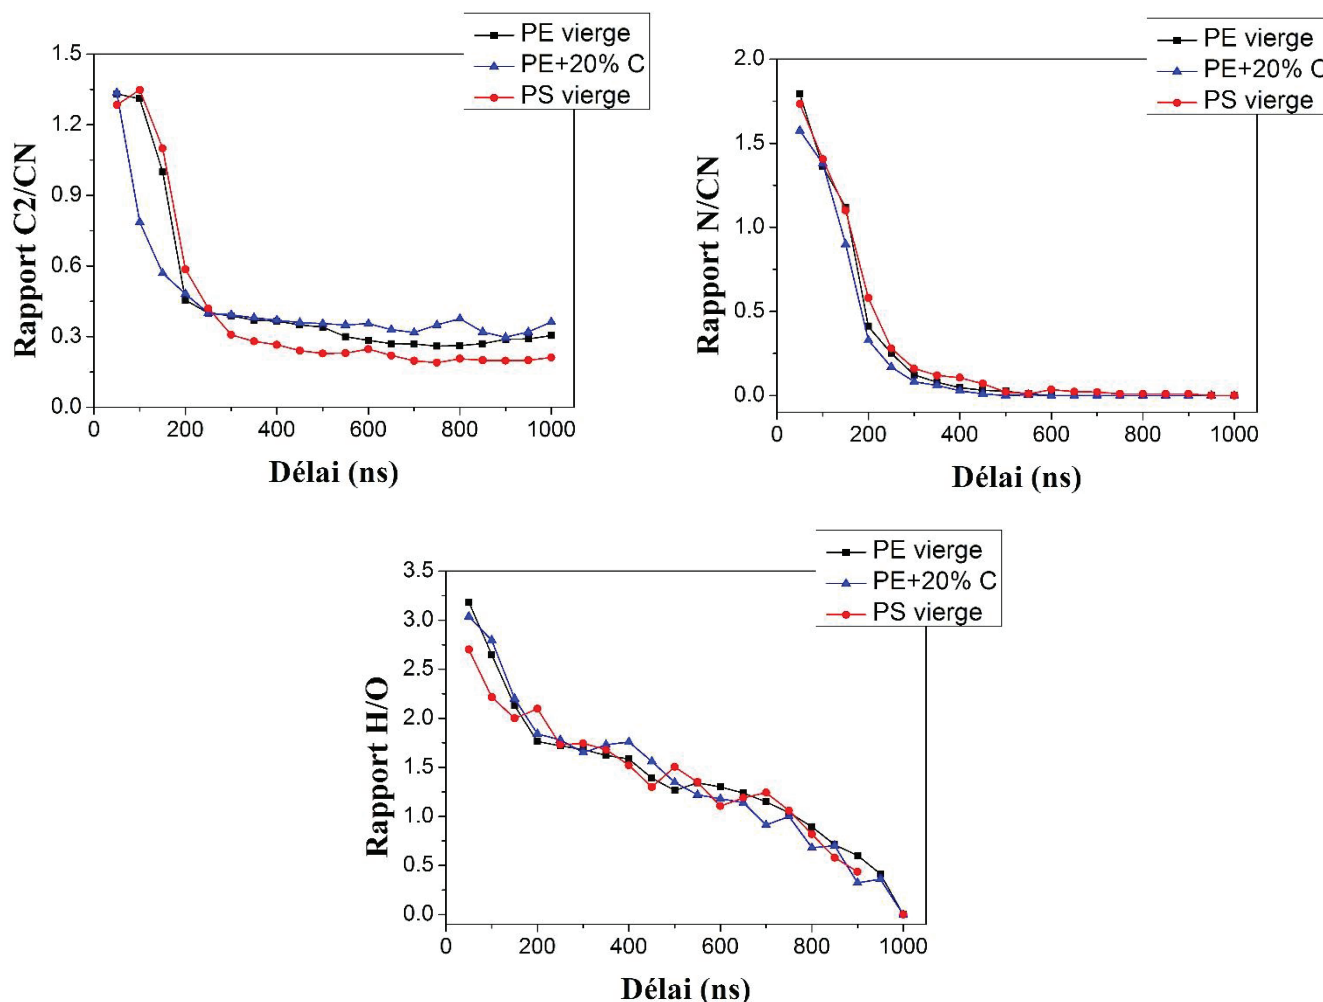 PE vierge
PE+20% C
PS vierge
1.5
1.2
0.9
0.6
0.3
0.0
0
200
400
600
800
1000
Rapport C2/CN
Délai (ns)
PE vierge
PE+20% C
PS vierge
2.0
1.5
1.0
0.5
0.0
0
200
400
600
800
1000
Rapport N/CN
Délai (ns)
PE vierge
PE+20% C
PS vierge
3.5
3.0
2.5
2.0
1.5
1.0
0.5
0.0
0
200
400
600
800
1000
Rapport H/O
Délai (ns)